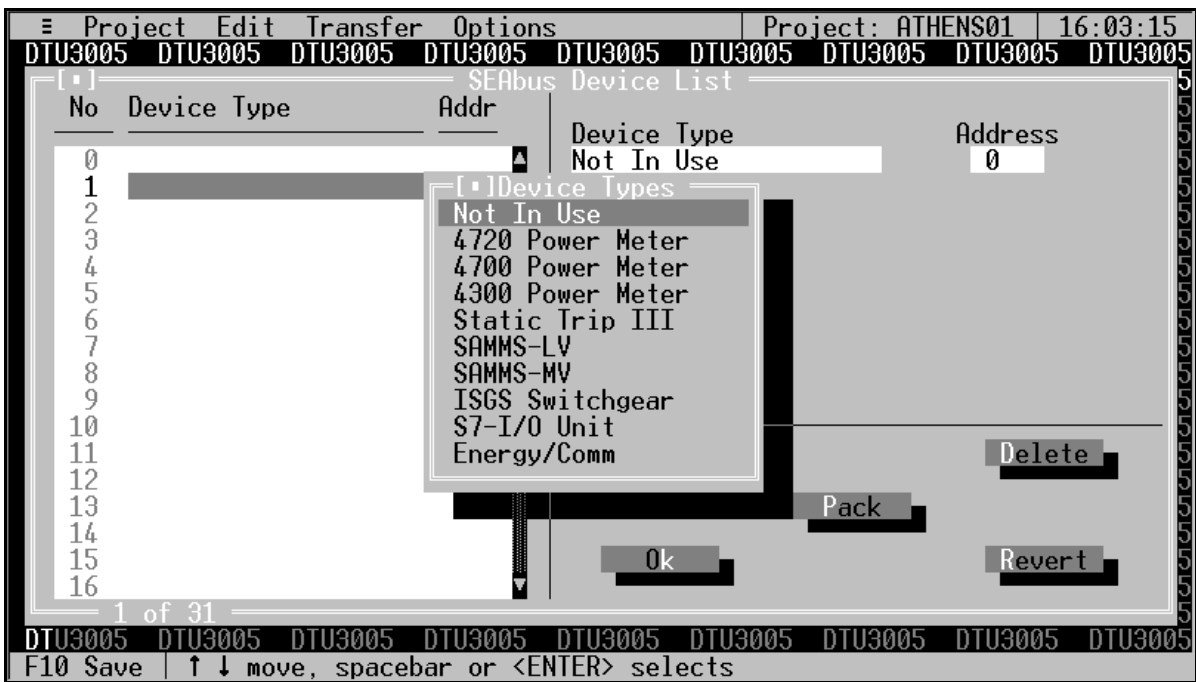 ≡ Project Edit Transfer Options Project: ATHENS01 16:03:15
DTU3005 DTU3005 DTU3005 DTU3005 DTU3005 DTU3005 DTU3005 DTU3005 DTU3005
[▪] SEAbus Device List 5
No Device Type Addr
Device Type Address
0 ▲ Not In Use 0
1 [▪]Device Types
2 Not In Use
3 4720 Power Meter
4 4700 Power Meter
5 4300 Power Meter
6 Static Trip III
7 SAMMS-LV
8 SAMMS-MV
9 ISGS Switchgear
10 S7-I/O Unit
11 Energy/Comm Delete
12
13 Pack
14
15 Ok Revert
16 ▼
1 of 31
DTU3005 DTU3005 DTU3005 DTU3005 DTU3005 DTU3005 DTU3005 DTU3005 DTU3005
F10 Save ↑ ↓ move, spacebar or <ENTER> selects